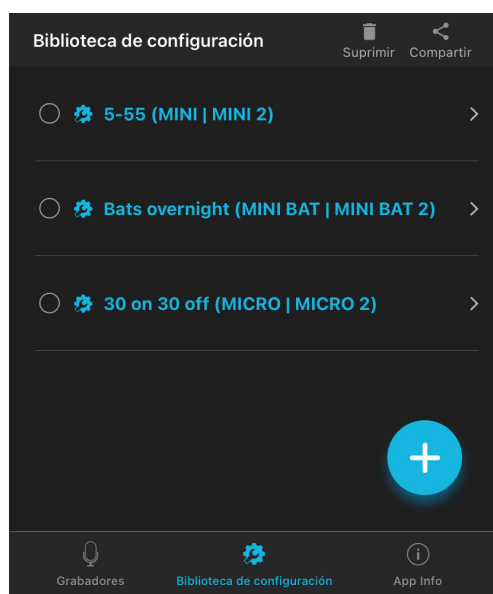 Biblioteca de configuración
Suprimir
Compartir
5-55 (MINI | MINI 2)
Bats overnight (MINI BAT | MINI BAT 2)
30 on 30 off (MICRO | MICRO 2)
Grabadores
Biblioteca de configuración
App Info